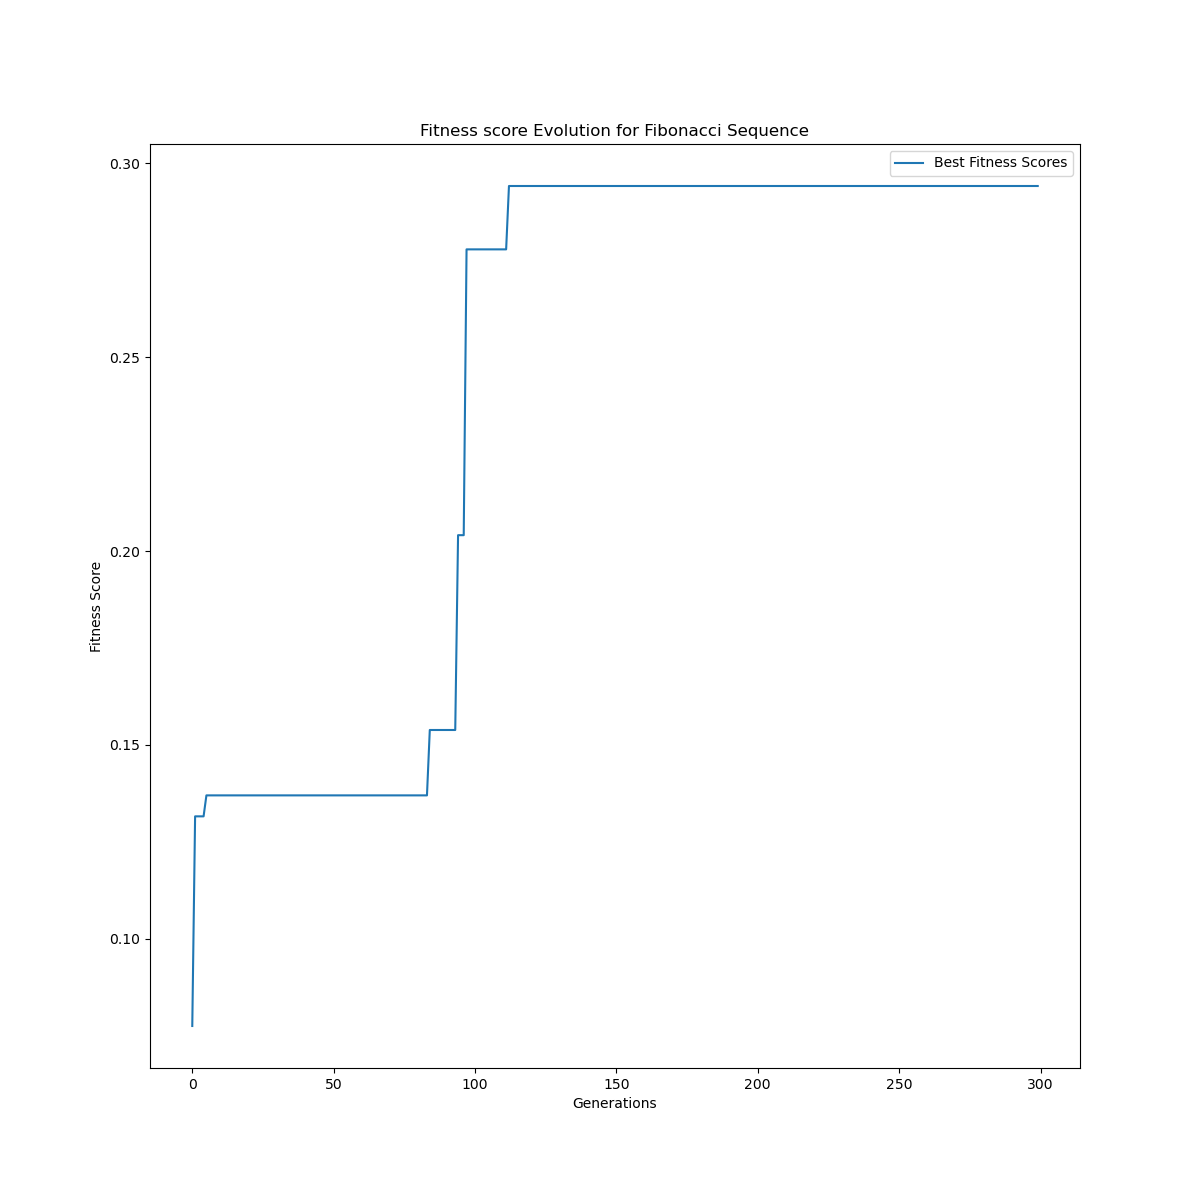 Fitness score Evolution for Fibonacci Sequence
Best Fitness Scores
0.30
0.25
0.20
0.15
0.10
Fitness Score
0 50 100 150 200 250 300
Generations